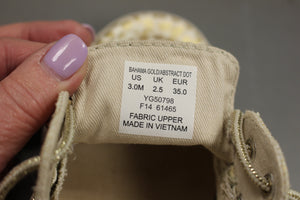 BAHAMA GOLD/ABSTRACT DOT
US UK EUR
3.0M 2.5 35.0
YG50798
F14 61465
FABRIC UPPER
MADE IN VIETNAM